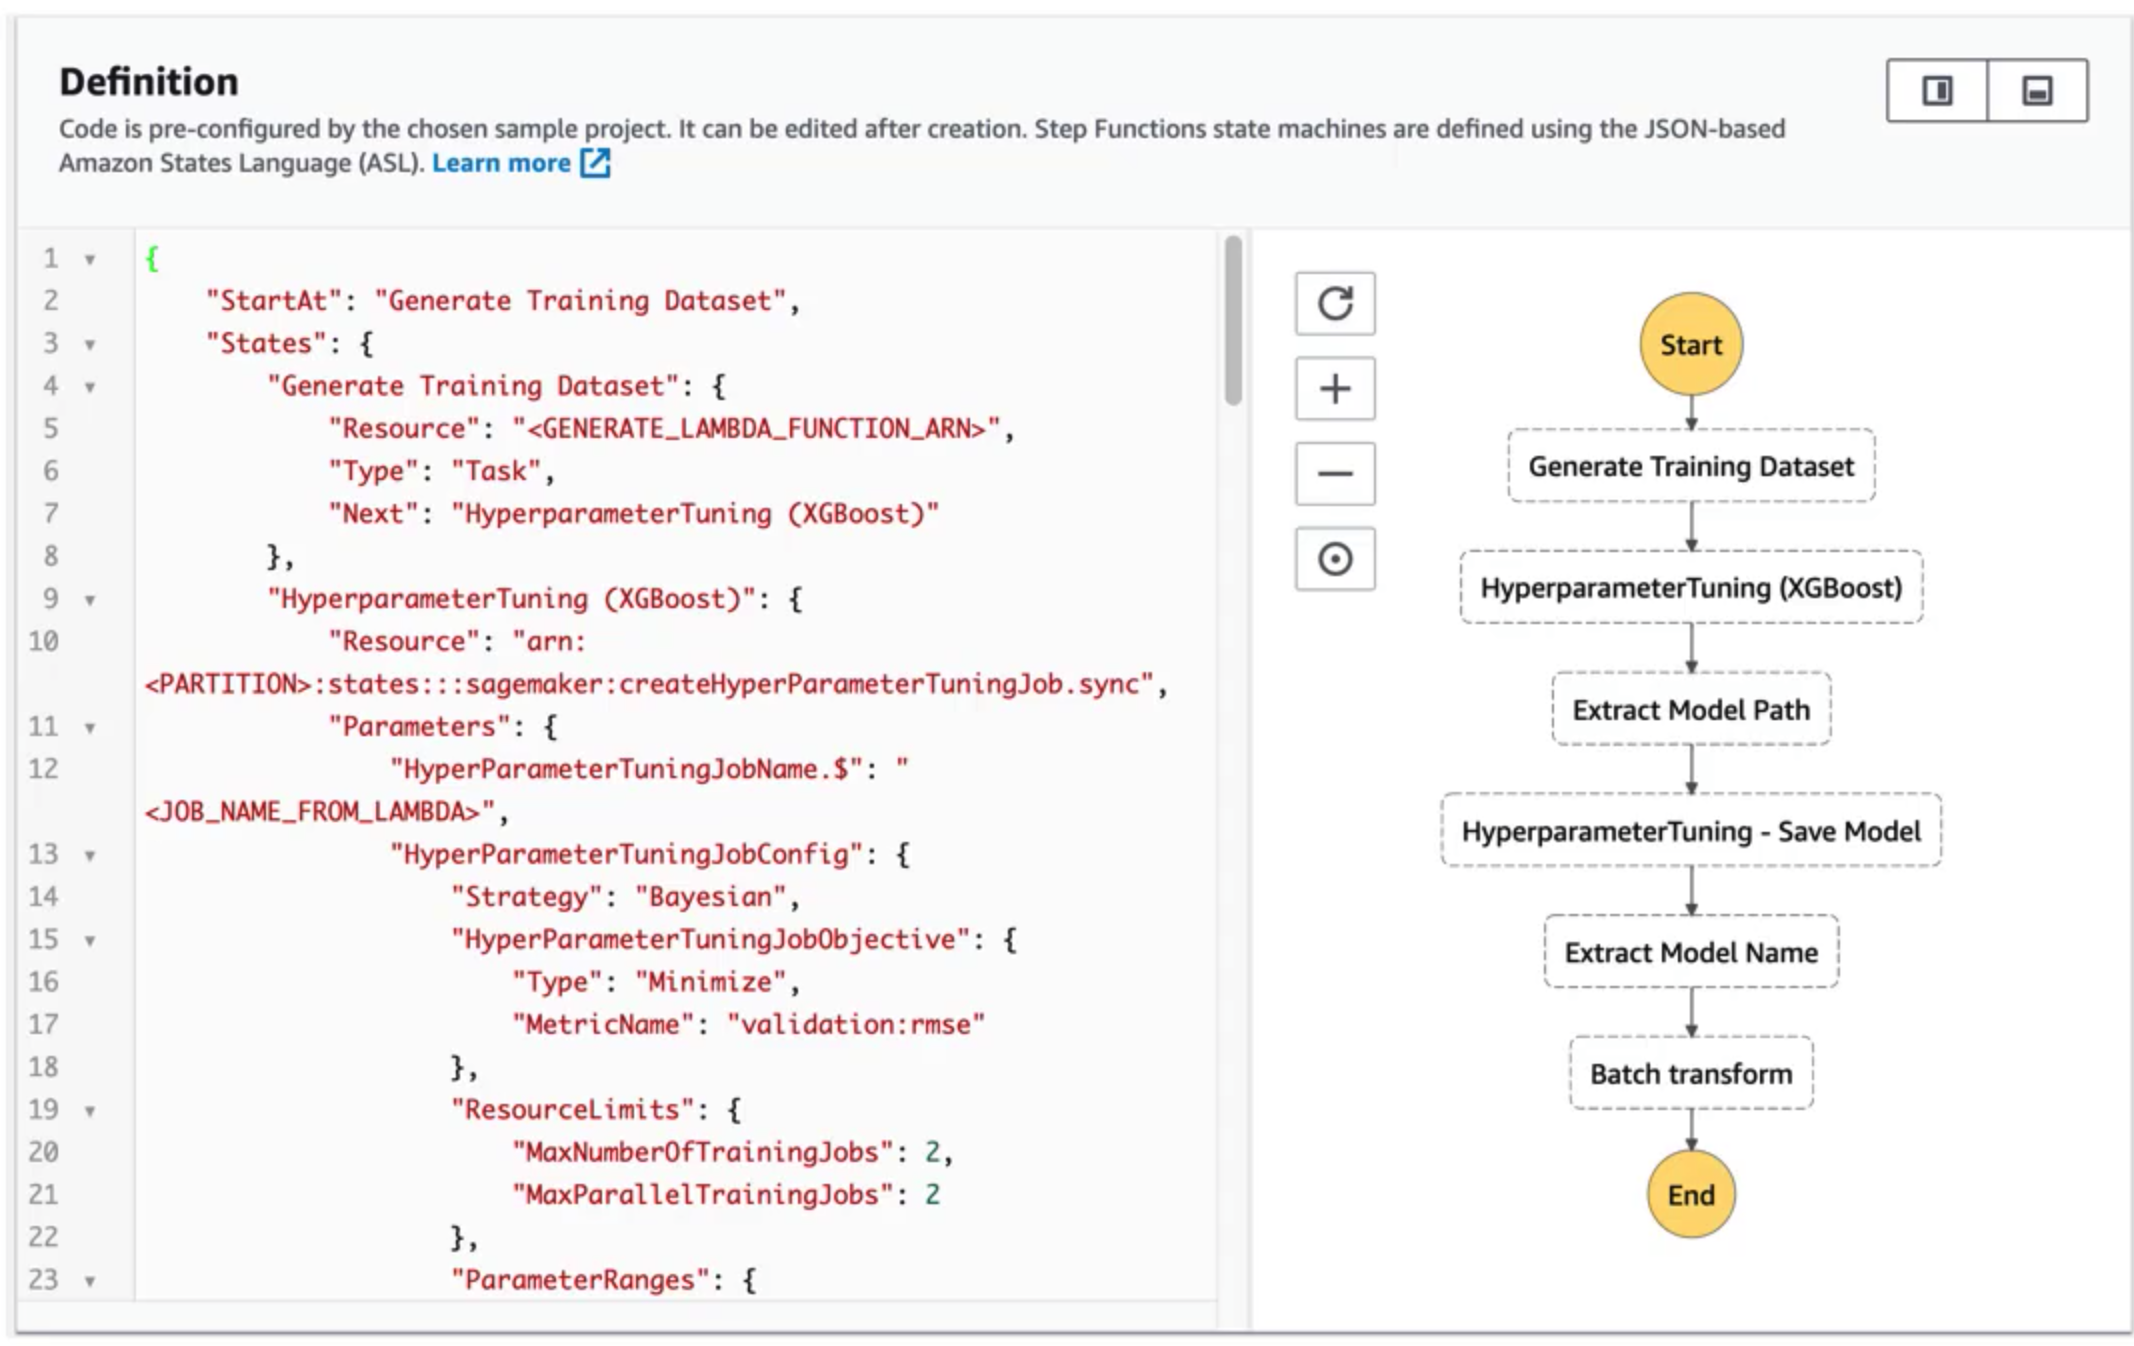 Definition
Code is pre-configured by the chosen sample project. It can be edited after creation. Step Functions state machines are defined using the JSON-based
Amazon States Language (ASL). Learn more
1 {
2 "StartAt": "Generate Training Dataset",
3 "States": {
4 "Generate Training Dataset": {
5 "Resource": "<GENERATE_LAMBDA_FUNCTION_ARN>",
6 "Type": "Task",
7 "Next": "HyperparameterTuning (XGBoost)"
8 },
9 "HyperparameterTuning (XGBoost)": {
10 "Resource": "arn:
<PARTITION>:states:::sagemaker:createHyperParameterTuningJob.sync",
11 "Parameters": {
12 "HyperParameterTuningJobName.$": "
<JOB_NAME_FROM_LAMBDA>",
13 "HyperParameterTuningJobConfig": {
14 "Strategy": "Bayesian",
15 "HyperParameterTuningJobObjective": {
16 "Type": "Minimize",
17 "MetricName": "validation:rmse"
18 },
19 "ResourceLimits": {
20 "MaxNumberOfTrainingJobs": 2,
21 "MaxParallelTrainingJobs": 2
22 },
23 "ParameterRanges": {
Start
Generate Training Dataset
HyperparameterTuning (XGBoost)
Extract Model Path
HyperparameterTuning - Save Model
Extract Model Name
Batch transform
End